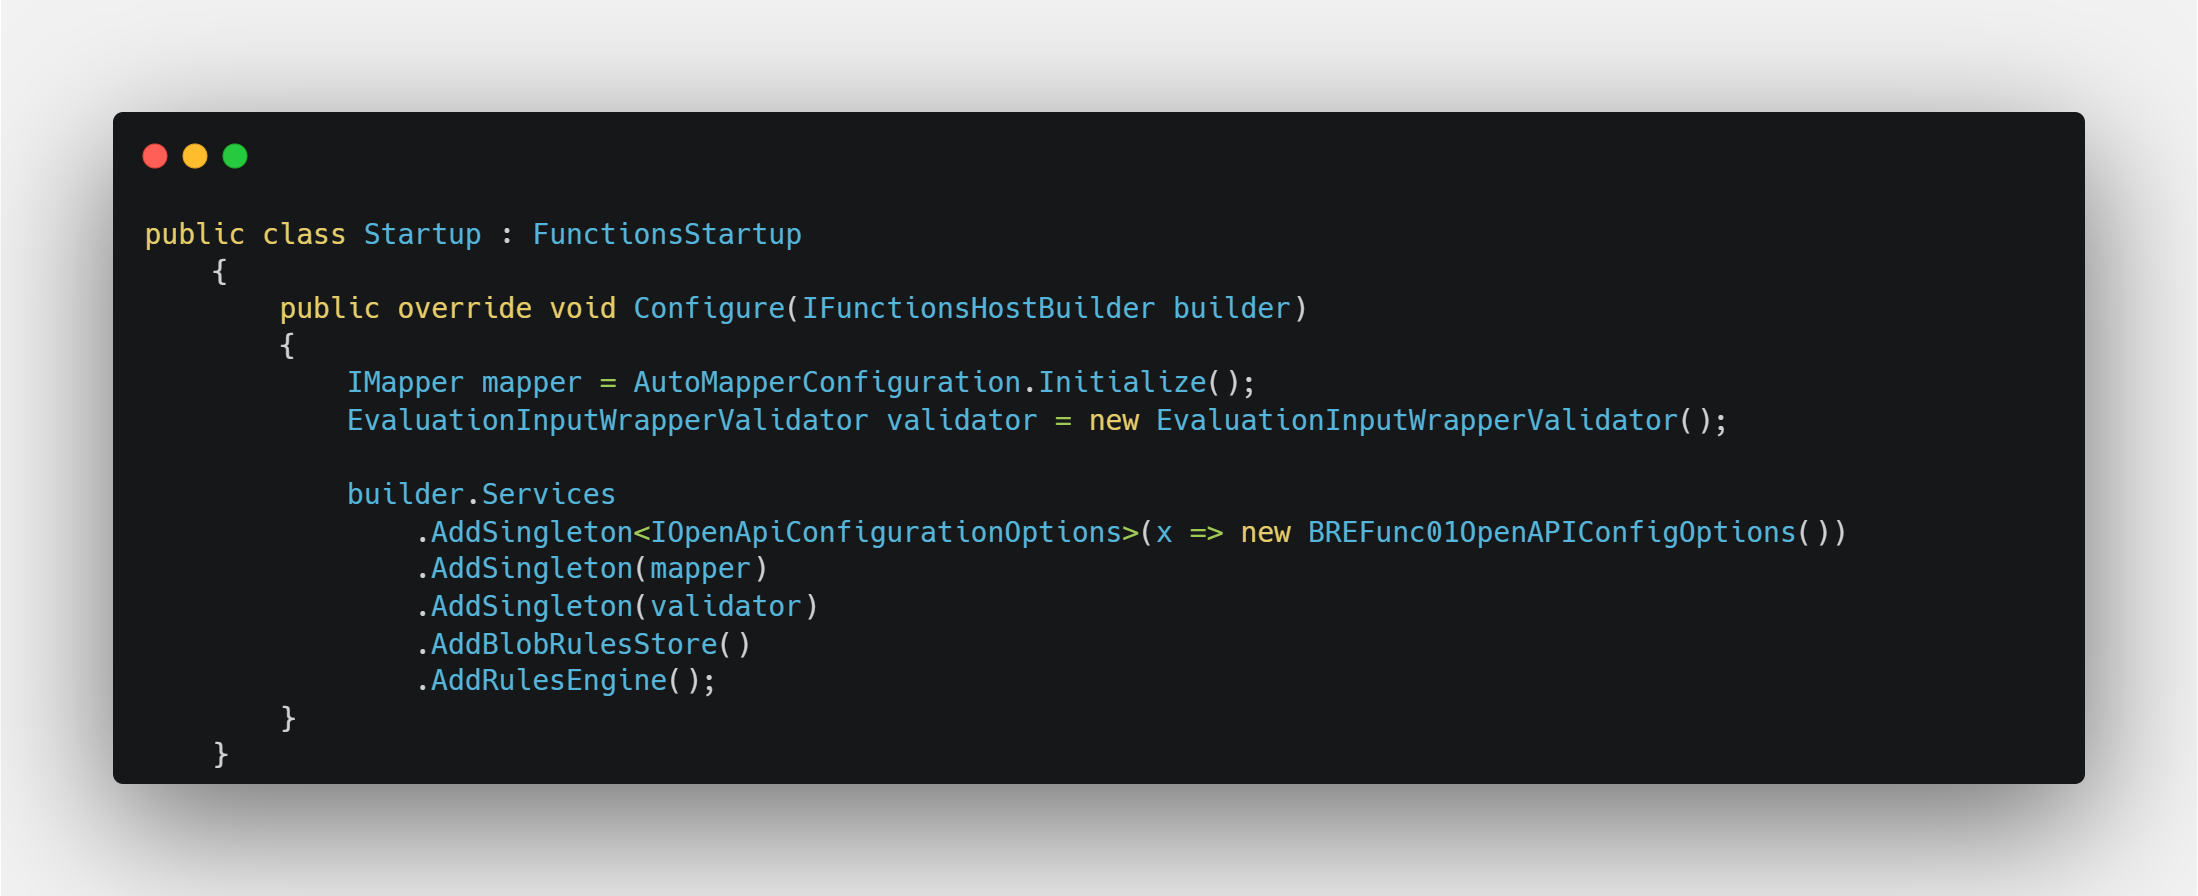 public class Startup : FunctionsStartup
    {
        public override void Configure(IFunctionsHostBuilder builder)
        {
            IMapper mapper = AutoMapperConfiguration.Initialize();
            EvaluationInputWrapperValidator validator = new EvaluationInputWrapperValidator();

            builder.Services
                .AddSingleton<IOpenApiConfigurationOptions>(x => new BREFunc01OpenAPIConfigOptions())
                .AddSingleton(mapper)
                .AddSingleton(validator)
                .AddBlobRulesStore()
                .AddRulesEngine();
        }
    }